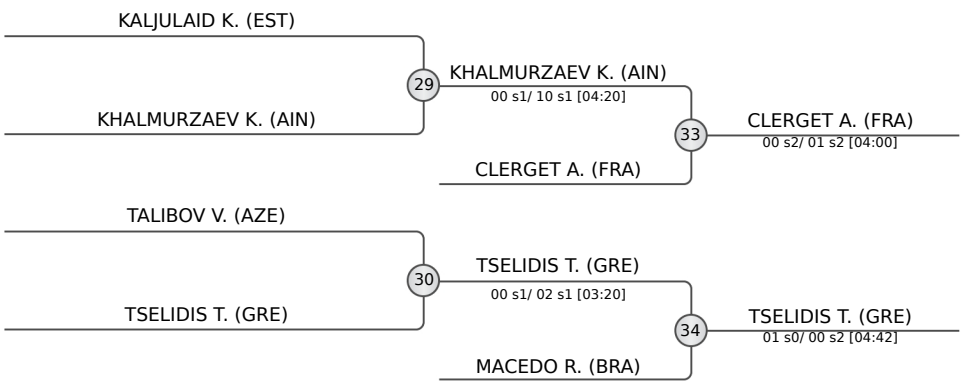 KALJULAID K. (EST)
29
KHALMURZAEV K. (AIN)
00 s1/ 10 s1 [04:20]
KHALMURZAEV K. (AIN)
33
CLERGET A. (FRA)
00 s2/ 01 s2 [04:00]
CLERGET A. (FRA)
TALIBOV V. (AZE)
30
TSELIDIS T. (GRE)
00 s1/ 02 s1 [03:20]
TSELIDIS T. (GRE)
34
TSELIDIS T. (GRE)
01 s0/ 00 s2 [04:42]
MACEDO R. (BRA)